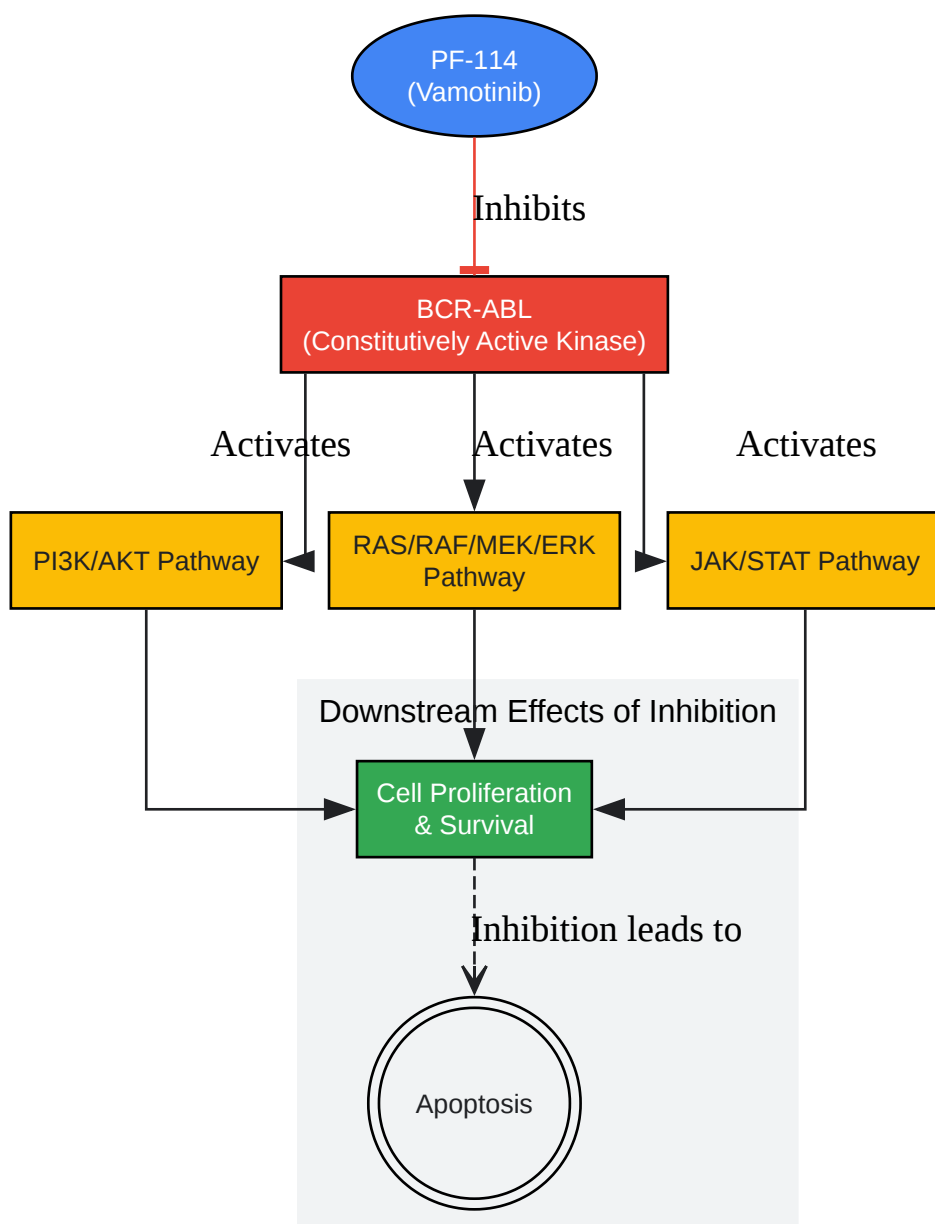 PF-114
(Vamotinib)
Inhibits
BCR-ABL
(Constitutively Active Kinase)
Activates
Activates
Activates
PI3K/AKT Pathway
RAS/RAF/MEK/ERK
Pathway
JAK/STAT Pathway
Downstream Effects of Inhibition
Cell Proliferation
& Survival
Inhibition leads to
Apoptosis